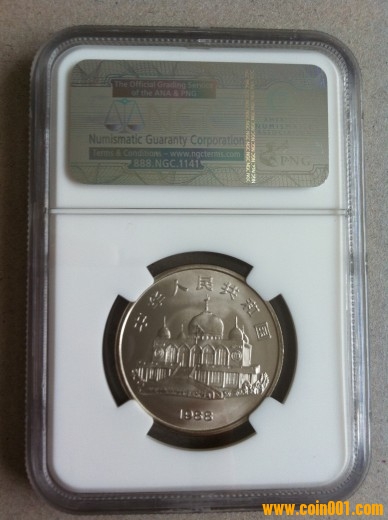 The Official Grading Service
of the ANA & PNG
Numismatic Guaranty Corporation
Terms & Conditions - www.ngcterms.com
888.NGC.1141
PNG
中华人民共和国
1988
www.coin001.com